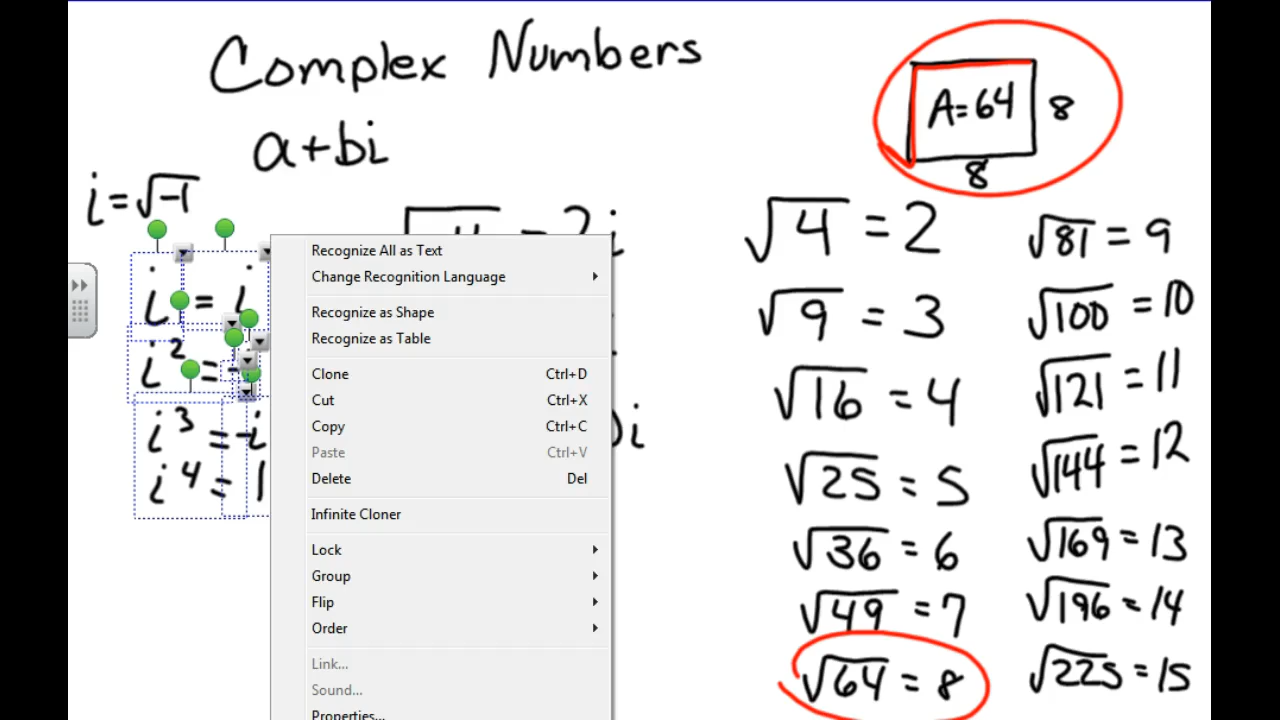 Complex Numbers
a+bi
i = √-1
i = i
i² = -
i³ = -i
i⁴ = 1
= 2i
i
Recognize All as Text
Change Recognition Language
Recognize as Shape
Recognize as Table
Clone Ctrl+D
Cut Ctrl+X
Copy Ctrl+C
Paste Ctrl+V
Delete Del
Infinite Cloner
Lock
Group
Flip
Order
Link...
Sound...
Properties...
A=64 8
8
√4 = 2
√9 = 3
√16 = 4
√25 = 5
√36 = 6
√49 = 7
√64 = 8
√81 = 9
√100 = 10
√121 = 11
√144 = 12
√169 = 13
√196 = 14
√225 = 15